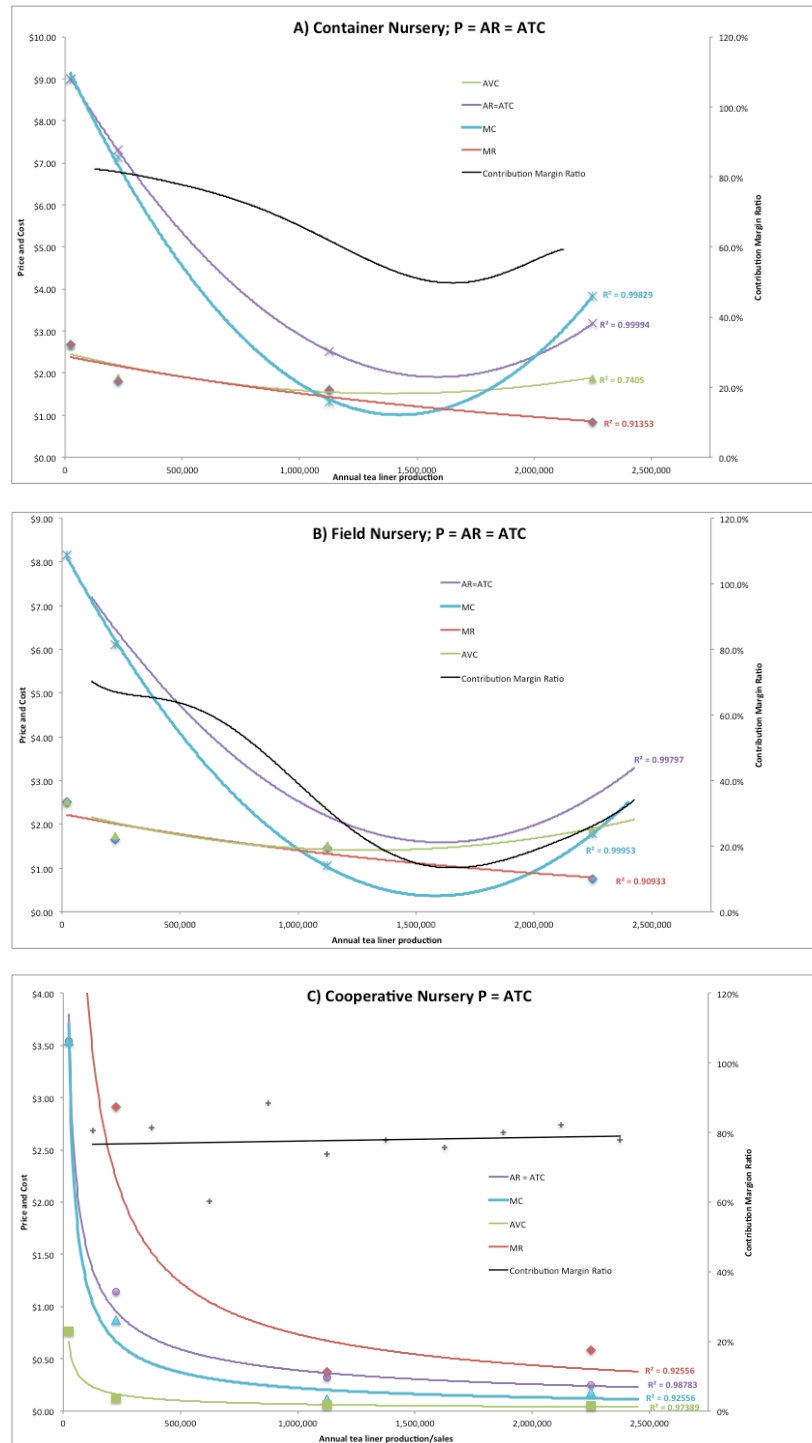 A) Container Nursery; P = AR = ATC
$10.00
$9.00
$8.00
$7.00
$6.00
$5.00
$4.00
$3.00
$2.00
$1.00
$0.00
Price and Cost
120.0%
100.0%
80.0%
60.0%
40.0%
20.0%
0.0%
Contribution Margin Ratio
AVC
AR=ATC
MC
MR
Contribution Margin Ratio
R² = 0.99829
R² = 0.99994
R² = 0.7405
R² = 0.91353
0 500,000 1,000,000 1,500,000 2,000,000 2,500,000
Annual tea liner production
B) Field Nursery; P = AR = ATC
$9.00
$8.00
$7.00
$6.00
$5.00
$4.00
$3.00
$2.00
$1.00
$0.00
Price and Cost
120.0%
100.0%
80.0%
60.0%
40.0%
20.0%
0.0%
Contribution Margin Ratio
AR=ATC
MC
MR
AVC
Contribution Margin Ratio
R² = 0.99797
R² = 0.99953
R² = 0.90933
0 500,000 1,000,000 1,500,000 2,000,000 2,500,000
Annual tea liner production
C) Cooperative Nursery P = ATC
$4.00
$3.50
$3.00
$2.50
$2.00
$1.50
$1.00
$0.50
$0.00
Price and Cost
120%
100%
80%
60%
40%
20%
0%
Contribution Margion Ratio
AR = ATC
MC
AVC
MR
Contribution Margin Ratio
R² = 0.92556
R² = 0.98783
R² = 0.92556
R² = 0.97389
0 500,000 1,000,000 1,500,000 2,000,000 2,500,000
Annual tea liner production/sales